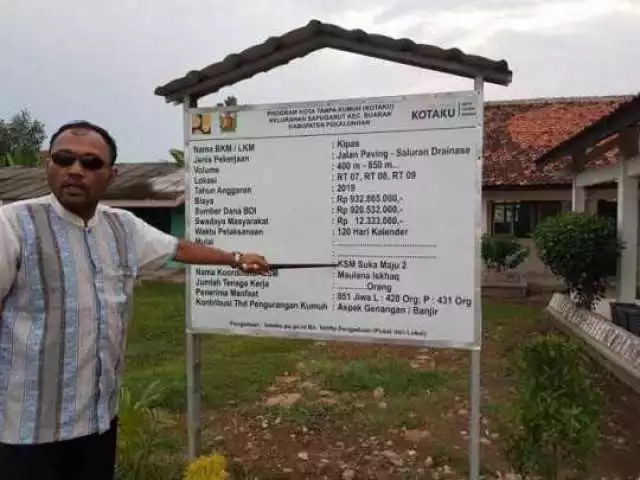 PROGRAM KOTA TANPA KUMUH (KOTAKU)
KELURAHAN SAPUGARUT KEC. BUARAN
KABUPATEN PEKALONGAN
KOTAKU
Nama BKM / LKM : Kipas
Jenis Pekerjaan : Jalan Paving - Saluran Drainase
Volume : 400 m - 850 m...
Lokasi : RT 07, RT 08, RT 09
Tahun Anggaran : 2019
Biaya : Rp 932.865.000,-
Sumber Dana BDI : Rp 920.532.000,-
Swadaya Masyarakat : Rp 12.333.000,-
Waktu Pelaksanaan : 120 Hari Kalender
Mulai
KSM Suka Maju 2
Nama Koordinator : Maulana Iskhaq
Jumlah Tenaga Kerja : ............Orang
Penerima Manfaat : 851 Jiwa L : 420 Org, P : 431 Org
Kontribusi Thd Pengurangan Kumuh : Aspek Genangan / Banjir